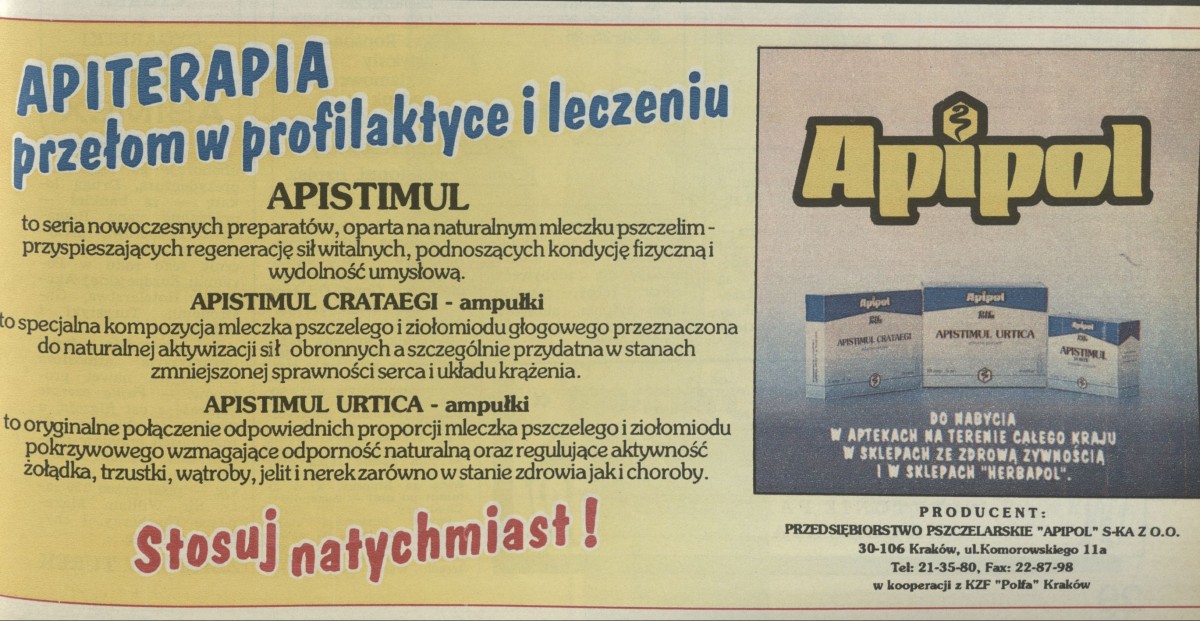 APITERAPIA
przełom w profilaktyce i leczeniu
APISTIMUL
to seria nowoczesnych preparatów, oparta na naturalnym mleczku pszczelim -
przyspieszających regenerację sił witalnych, podnoszących kondycję fizyczną i
wydolność umysłową.
APISTIMUL CRATAEGI - ampułki
to specjalna kompozycja mleczka pszczelego i ziołomiodu głogowego przeznaczona
do naturalnej aktywizacji sił obronnych a szczególnie przydatna w stanach
zmniejszonej sprawności serca i układu krążenia.
APISTIMUL URTICA - ampułki
to oryginalne połączenie odpowiednich proporcji mleczka pszczelego i ziołomiodu
pokrzywowego wzmagające odporność naturalną oraz regulujące aktywność
żołądka, trzustki, wątroby, jelit i nerek zarówno w stanie zdrowia jak i choroby.
Stosuj natychmiast!
Apipol
Apipol
APISTIMUL CRATAEGI
Apipol
APISTIMUL URTICA
Apipol
APISTIMUL
DO NABYCIA
W APTEKACH NA TERENIE CAŁEGO KRAJU
W SKLEPACH ZE ZDROWĄ ŻYWNOŚCIĄ
I W SKLEPACH "HERBAPOL".
PRODUCENT:
PRZEDSIĘBIORSTWO PSZCZELARSKIE "APIPOL" S-KA Z O.O.
30-106 Kraków, ul.Komorowskiego 11a
Tel: 21-35-80, Fax: 22-87-98
w kooperacji z KZF "Polfa" Kraków